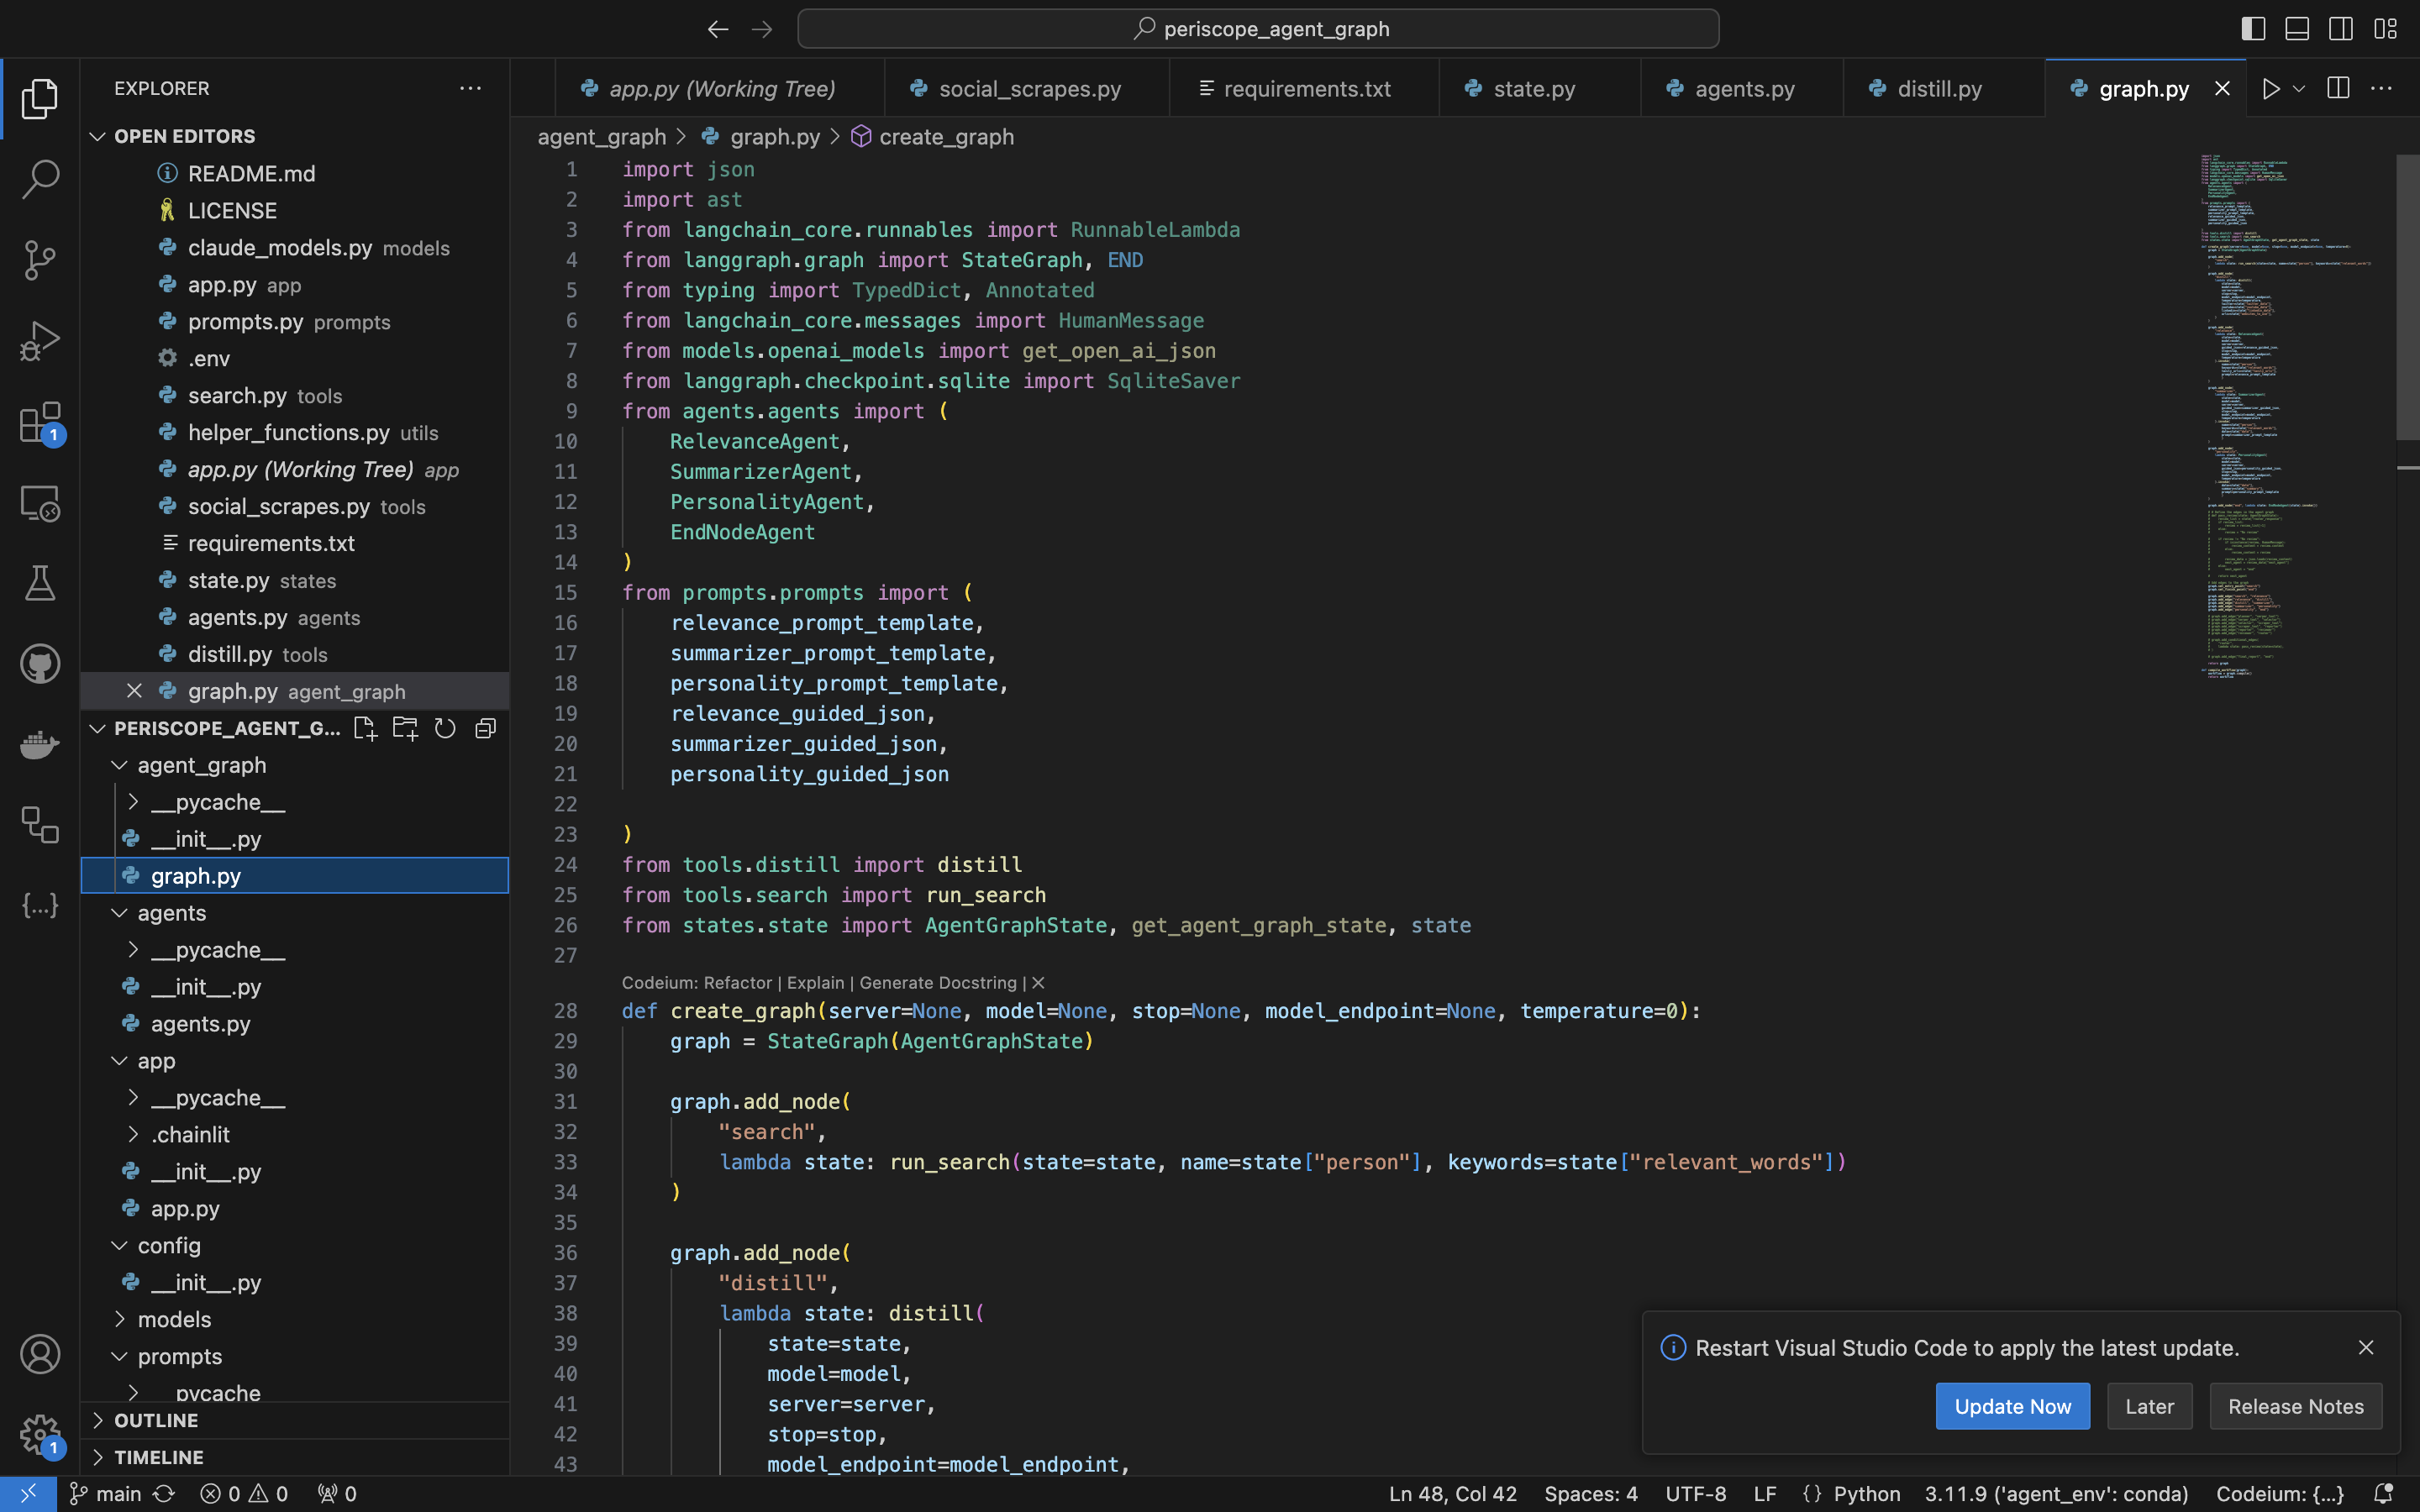 periscope_agent_graph
EXPLORER
OPEN EDITORS
README.md
LICENSE
claude_models.py models
app.py app
prompts.py prompts
.env
search.py tools
helper_functions.py utils
app.py (Working Tree) app
social_scrapes.py tools
requirements.txt
state.py states
agents.py agents
distill.py tools
graph.py agent_graph
PERISCOPE_AGENT_G...
agent_graph
__pycache__
__init__.py
graph.py
agents
__pycache__
__init__.py
agents.py
app
__pycache__
.chainlit
__init__.py
app.py
config
__init__.py
models
prompts
__pycache__
OUTLINE
TIMELINE
1
1
app.py (Working Tree)
social_scrapes.py
requirements.txt
state.py
agents.py
distill.py
graph.py
agent_graph > graph.py > create_graph
1 import json
2 import ast
3 from langchain_core.runnables import RunnableLambda
4 from langgraph.graph import StateGraph, END
5 from typing import TypedDict, Annotated
6 from langchain_core.messages import HumanMessage
7 from models.openai_models import get_open_ai_json
8 from langgraph.checkpoint.sqlite import SqliteSaver
9 from agents.agents import (
10 RelevanceAgent,
11 SummarizerAgent,
12 PersonalityAgent,
13 EndNodeAgent
14 )
15 from prompts.prompts import (
16 relevance_prompt_template,
17 summarizer_prompt_template,
18 personality_prompt_template,
19 relevance_guided_json,
20 summarizer_guided_json,
21 personality_guided_json
22
23 )
24 from tools.distill import distill
25 from tools.search import run_search
26 from states.state import AgentGraphState, get_agent_graph_state, state
27
Codeium: Refactor | Explain | Generate Docstring | ×
28 def create_graph(server=None, model=None, stop=None, model_endpoint=None, temperature=0):
29 graph = StateGraph(AgentGraphState)
30
31 graph.add_node(
32 "search",
33 lambda state: run_search(state=state, name=state["person"], keywords=state["relevant_words"])
34 )
35
36 graph.add_node(
37 "distill",
38 lambda state: distill(
39 state=state,
40 model=model,
41 server=server,
42 stop=stop,
43 model_endpoint=model_endpoint,
Restart Visual Studio Code to apply the latest update.
Update Now
Later
Release Notes
main 0 0 0
Ln 48, Col 42 Spaces: 4 UTF-8 LF {} Python 3.11.9 ('agent_env': conda) Codeium: {...}